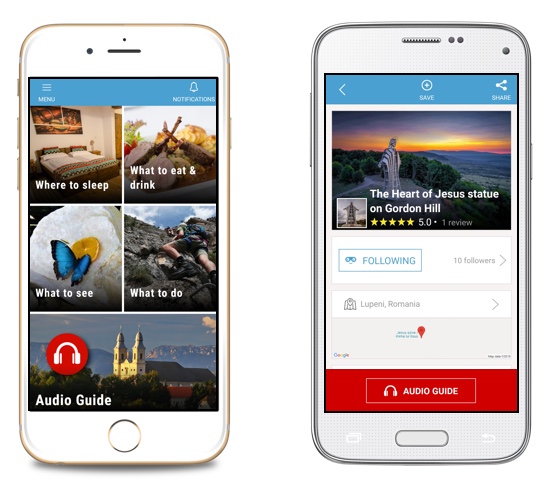 MENU
NOTIFICATIONS
Where to sleep
What to eat &
drink
What to see
What to do
Audio Guide
SAVE
SHARE
The Heart of Jesus statue
on Gordon Hill
5.0 • 1 review
FOLLOWING
10 followers
Lupeni, Romania
Google
AUDIO GUIDE